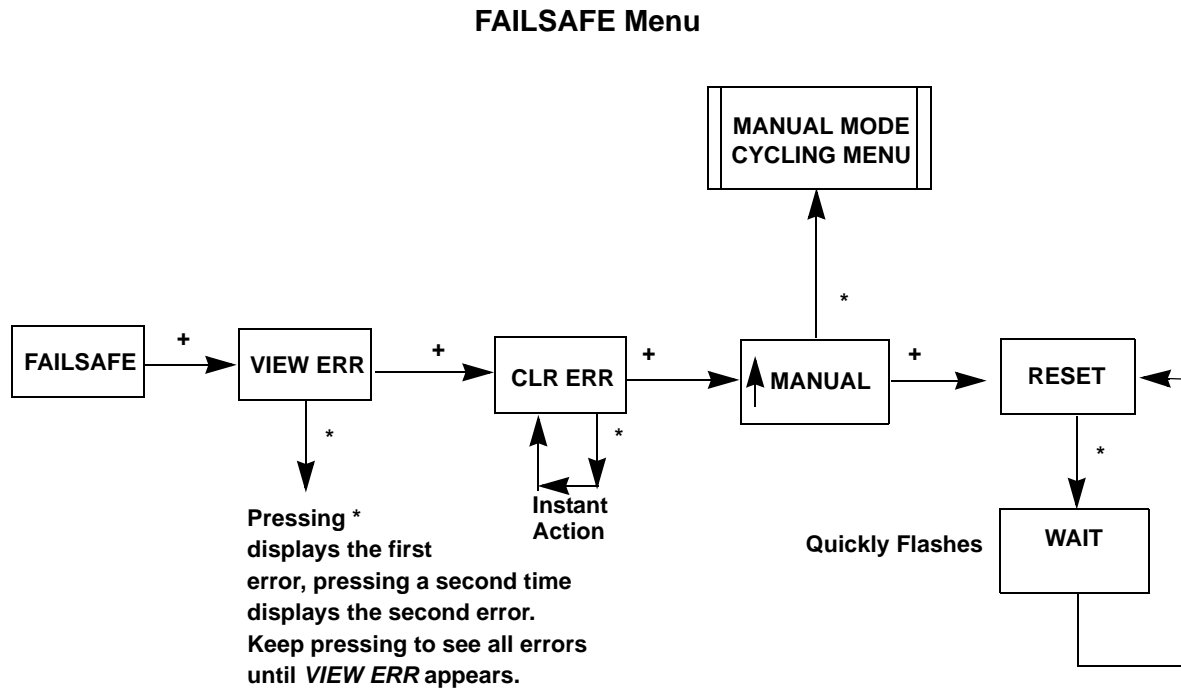 FAILSAFE Menu
MANUAL MODE
CYCLING MENU
*
FAILSAFE
+
VIEW ERR
+
CLR ERR
+
MANUAL
+
RESET
*
*
*
Pressing *
displays the first
error, pressing a second time
displays the second error.
Keep pressing to see all errors
until VIEW ERR appears.
Instant
Action
Quickly Flashes
WAIT